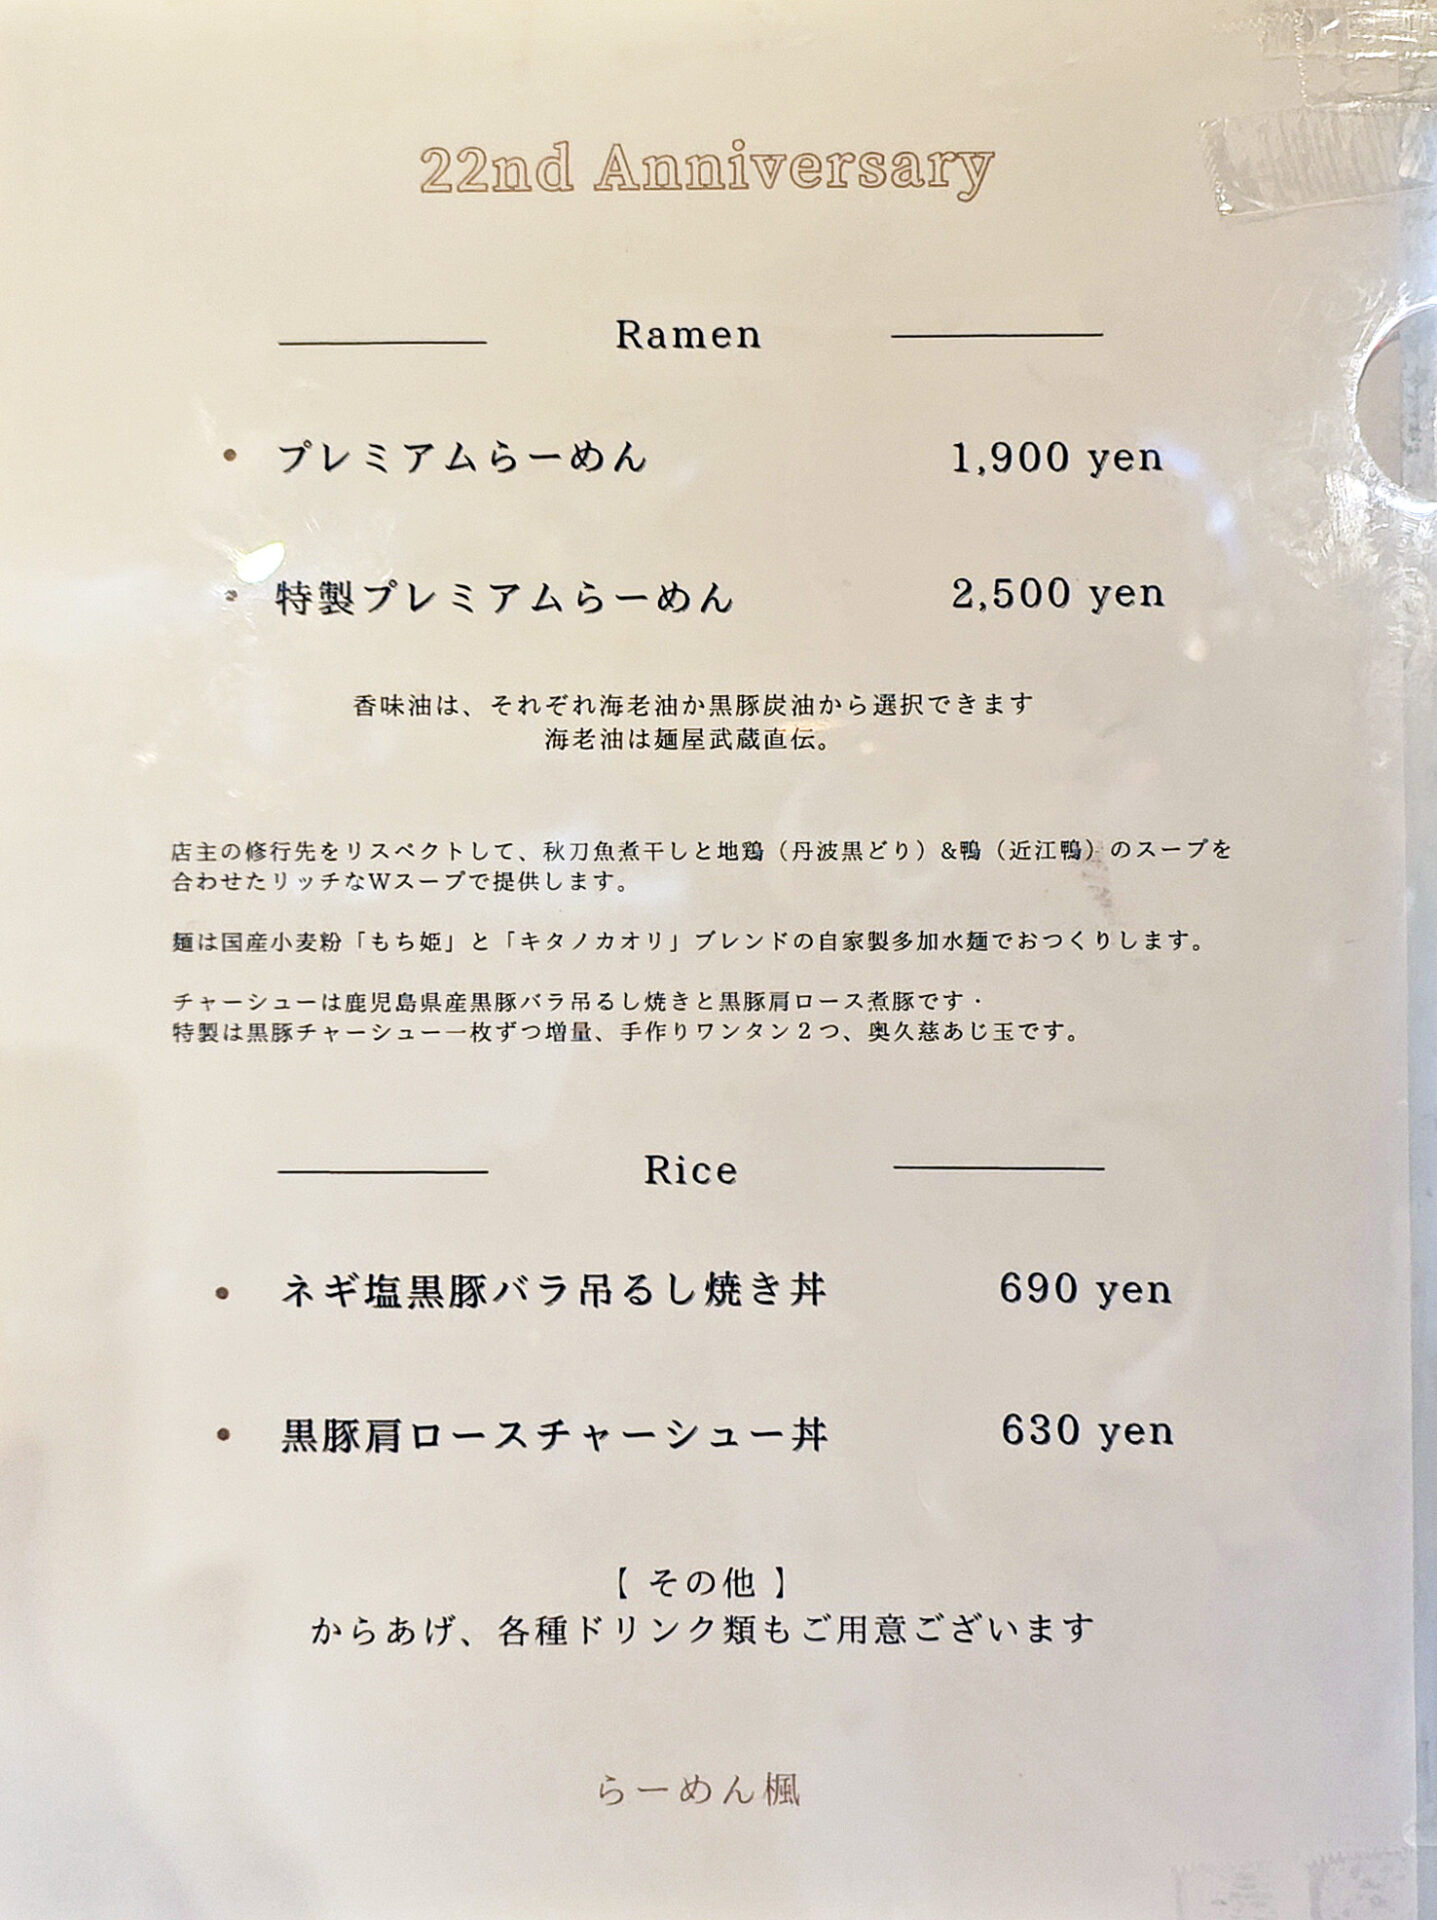 22nd Anniversary
Ramen
• プレミアムらーめん 1,900 yen
• 特製プレミアムらーめん 2,500 yen
香味油は、それぞれ海老油か黒豚炭油から選択できます
海老油は麺屋武蔵直伝。
店主の修行先をリスペクトして、秋刀魚煮干しと地鶏（丹波黒どり）&鴨（近江鴨）のスープを
合わせたリッチなWスープで提供します。
麺は国産小麦粉「もち姫」と「キタノカオリ」ブレンドの自家製多加水麺でおつくりします。
チャーシューは鹿児島県産黒豚バラ吊るし焼きと黒豚肩ロース煮豚です・
特製は黒豚チャーシュー一枚ずつ増量、手作りワンタン２つ、奥久慈あじ玉です。
Rice
• ネギ塩黒豚バラ吊るし焼き丼 690 yen
• 黒豚肩ロースチャーシュー丼 630 yen
【 その他 】
からあげ、各種ドリンク類もご用意ございます
らーめん楓